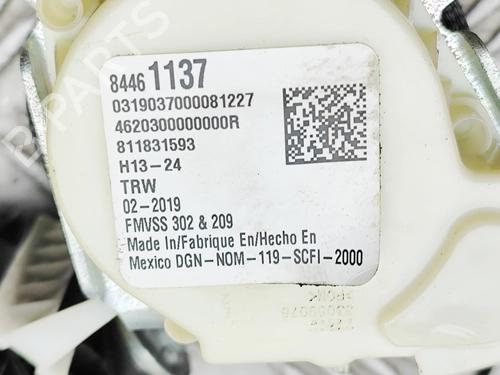 8446 1137
0319037000081227
4620300000000R
811831593
H13-24
TRW
02-2019
FMVSS 302 & 209
Made In/Fabrique En/Hecho En
Mexico DGN-NOM-119-SCFI-2000
B-PARTS